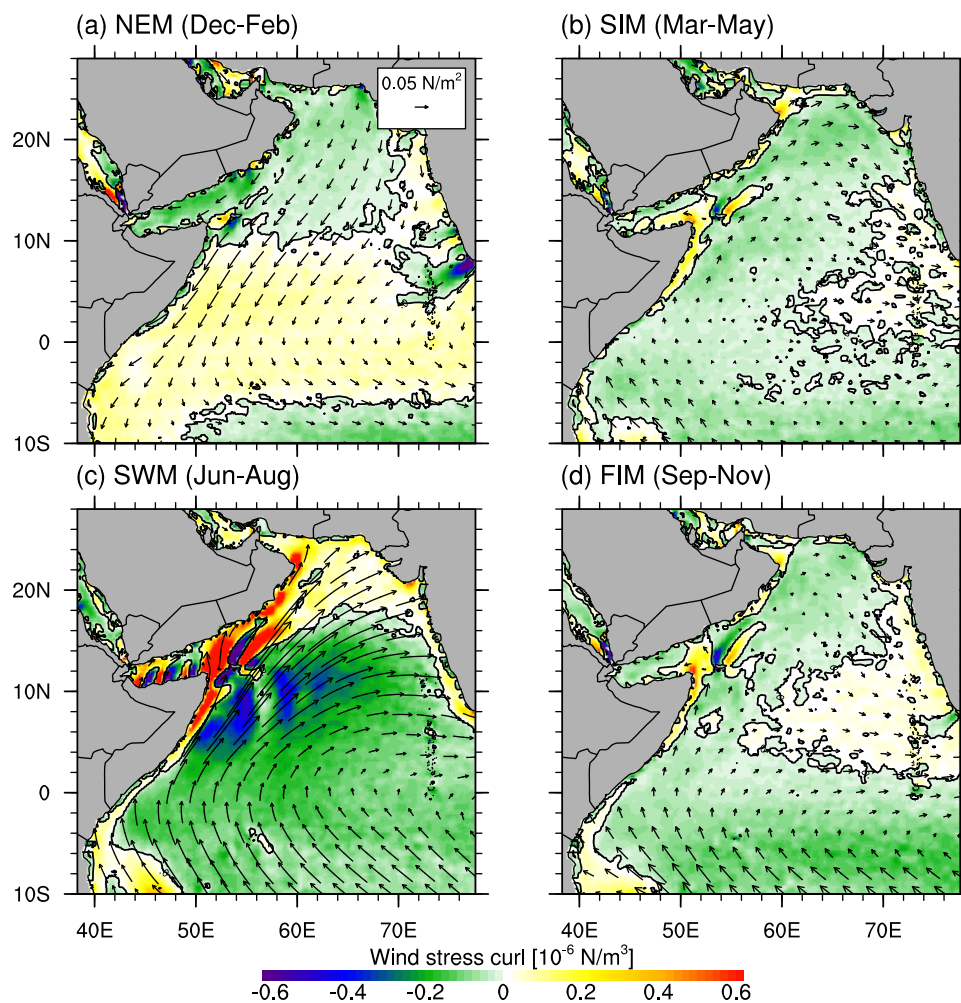 (a) NEM (Dec-Feb)
(b) SIM (Mar-May)
0.05 N/m²
20N
10N
0
10S
(c) SWM (Jun-Aug)
(d) FIM (Sep-Nov)
20N
10N
0
10S
40E 50E 60E 70E
40E 50E 60E 70E
Wind stress curl [10⁻⁶ N/m³]
-0.6 -0.4 -0.2 0 0.2 0.4 0.6